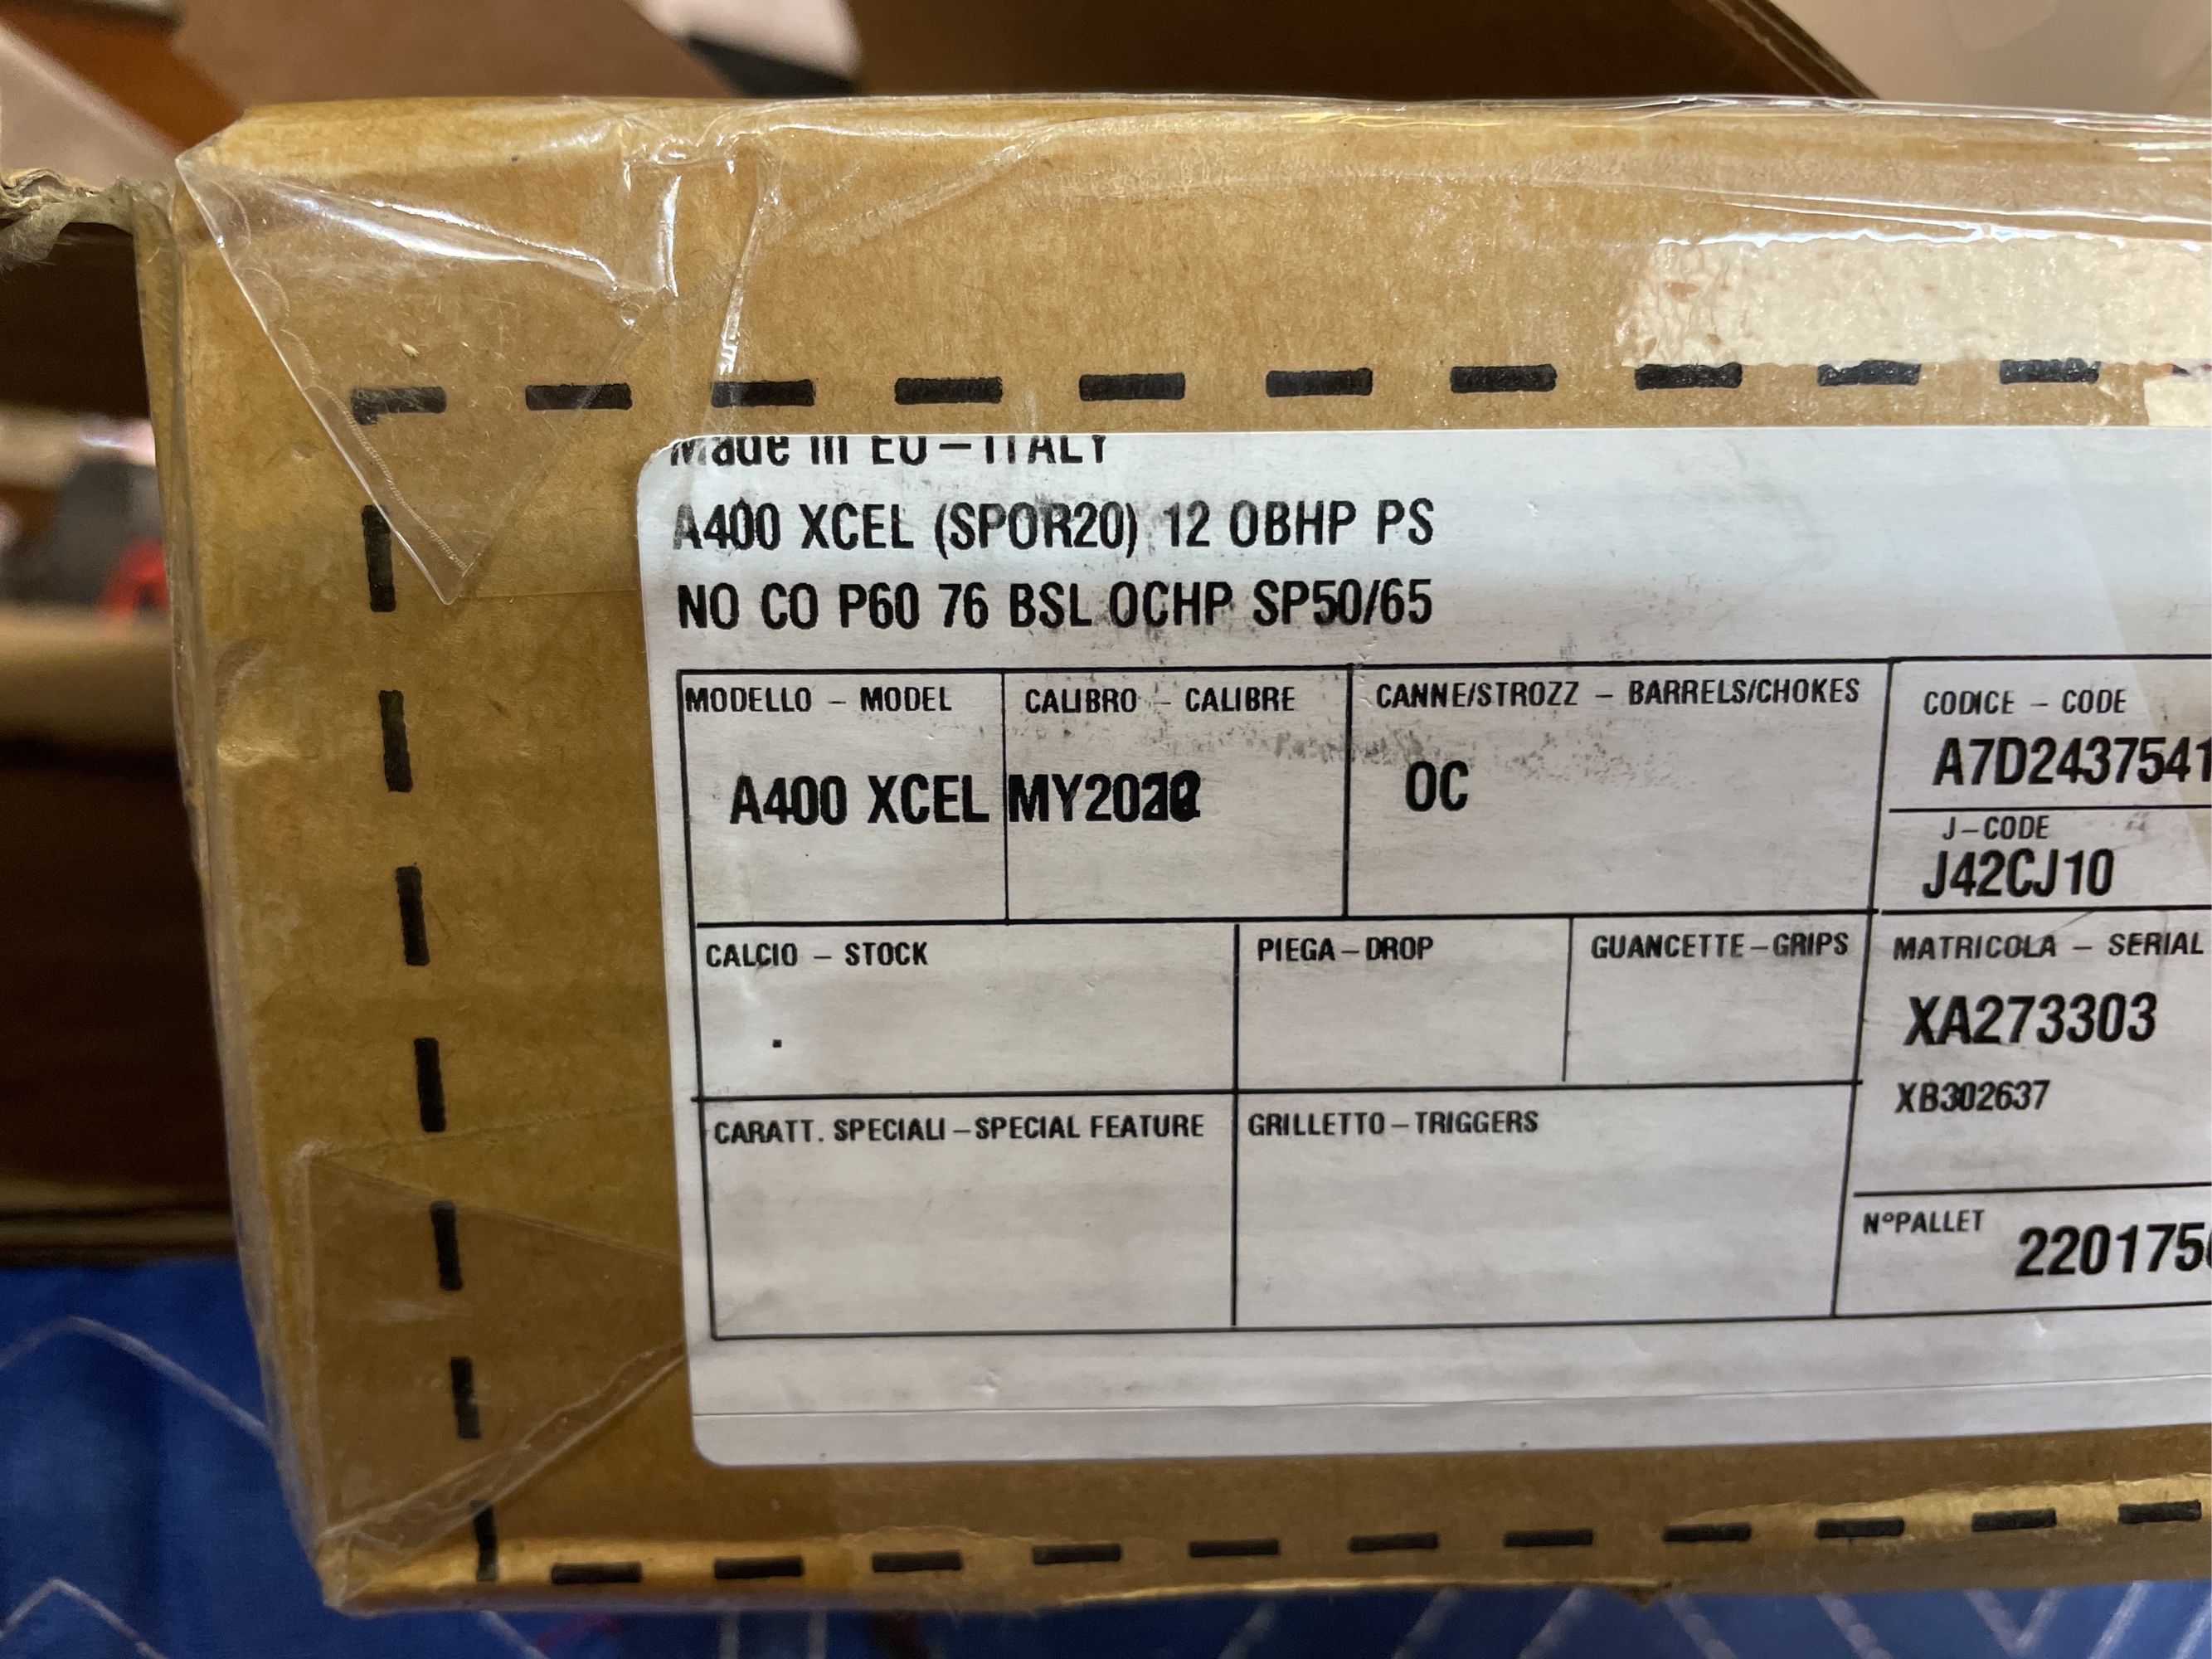 Made in EU – ITALY
A400 XCEL (SPOR20) 12 OBHP PS
NO CO P60 76 BSL OCHP SP50/65
MODELLO – MODEL
CALIBRO – CALIBRE
CANNE/STROZZ – BARRELS/CHOKES
CODICE – CODE
A400 XCEL
OC
A7D2437541
J–CODE
J42CJ10
CALCIO – STOCK
.
PIEGA–DROP
GUANCETTE–GRIPS
MATRICOLA – SERIAL
XA273303
XB302637
CARATT. SPECIALI–SPECIAL FEATURE
GRILLETTO–TRIGGERS
N°PALLET